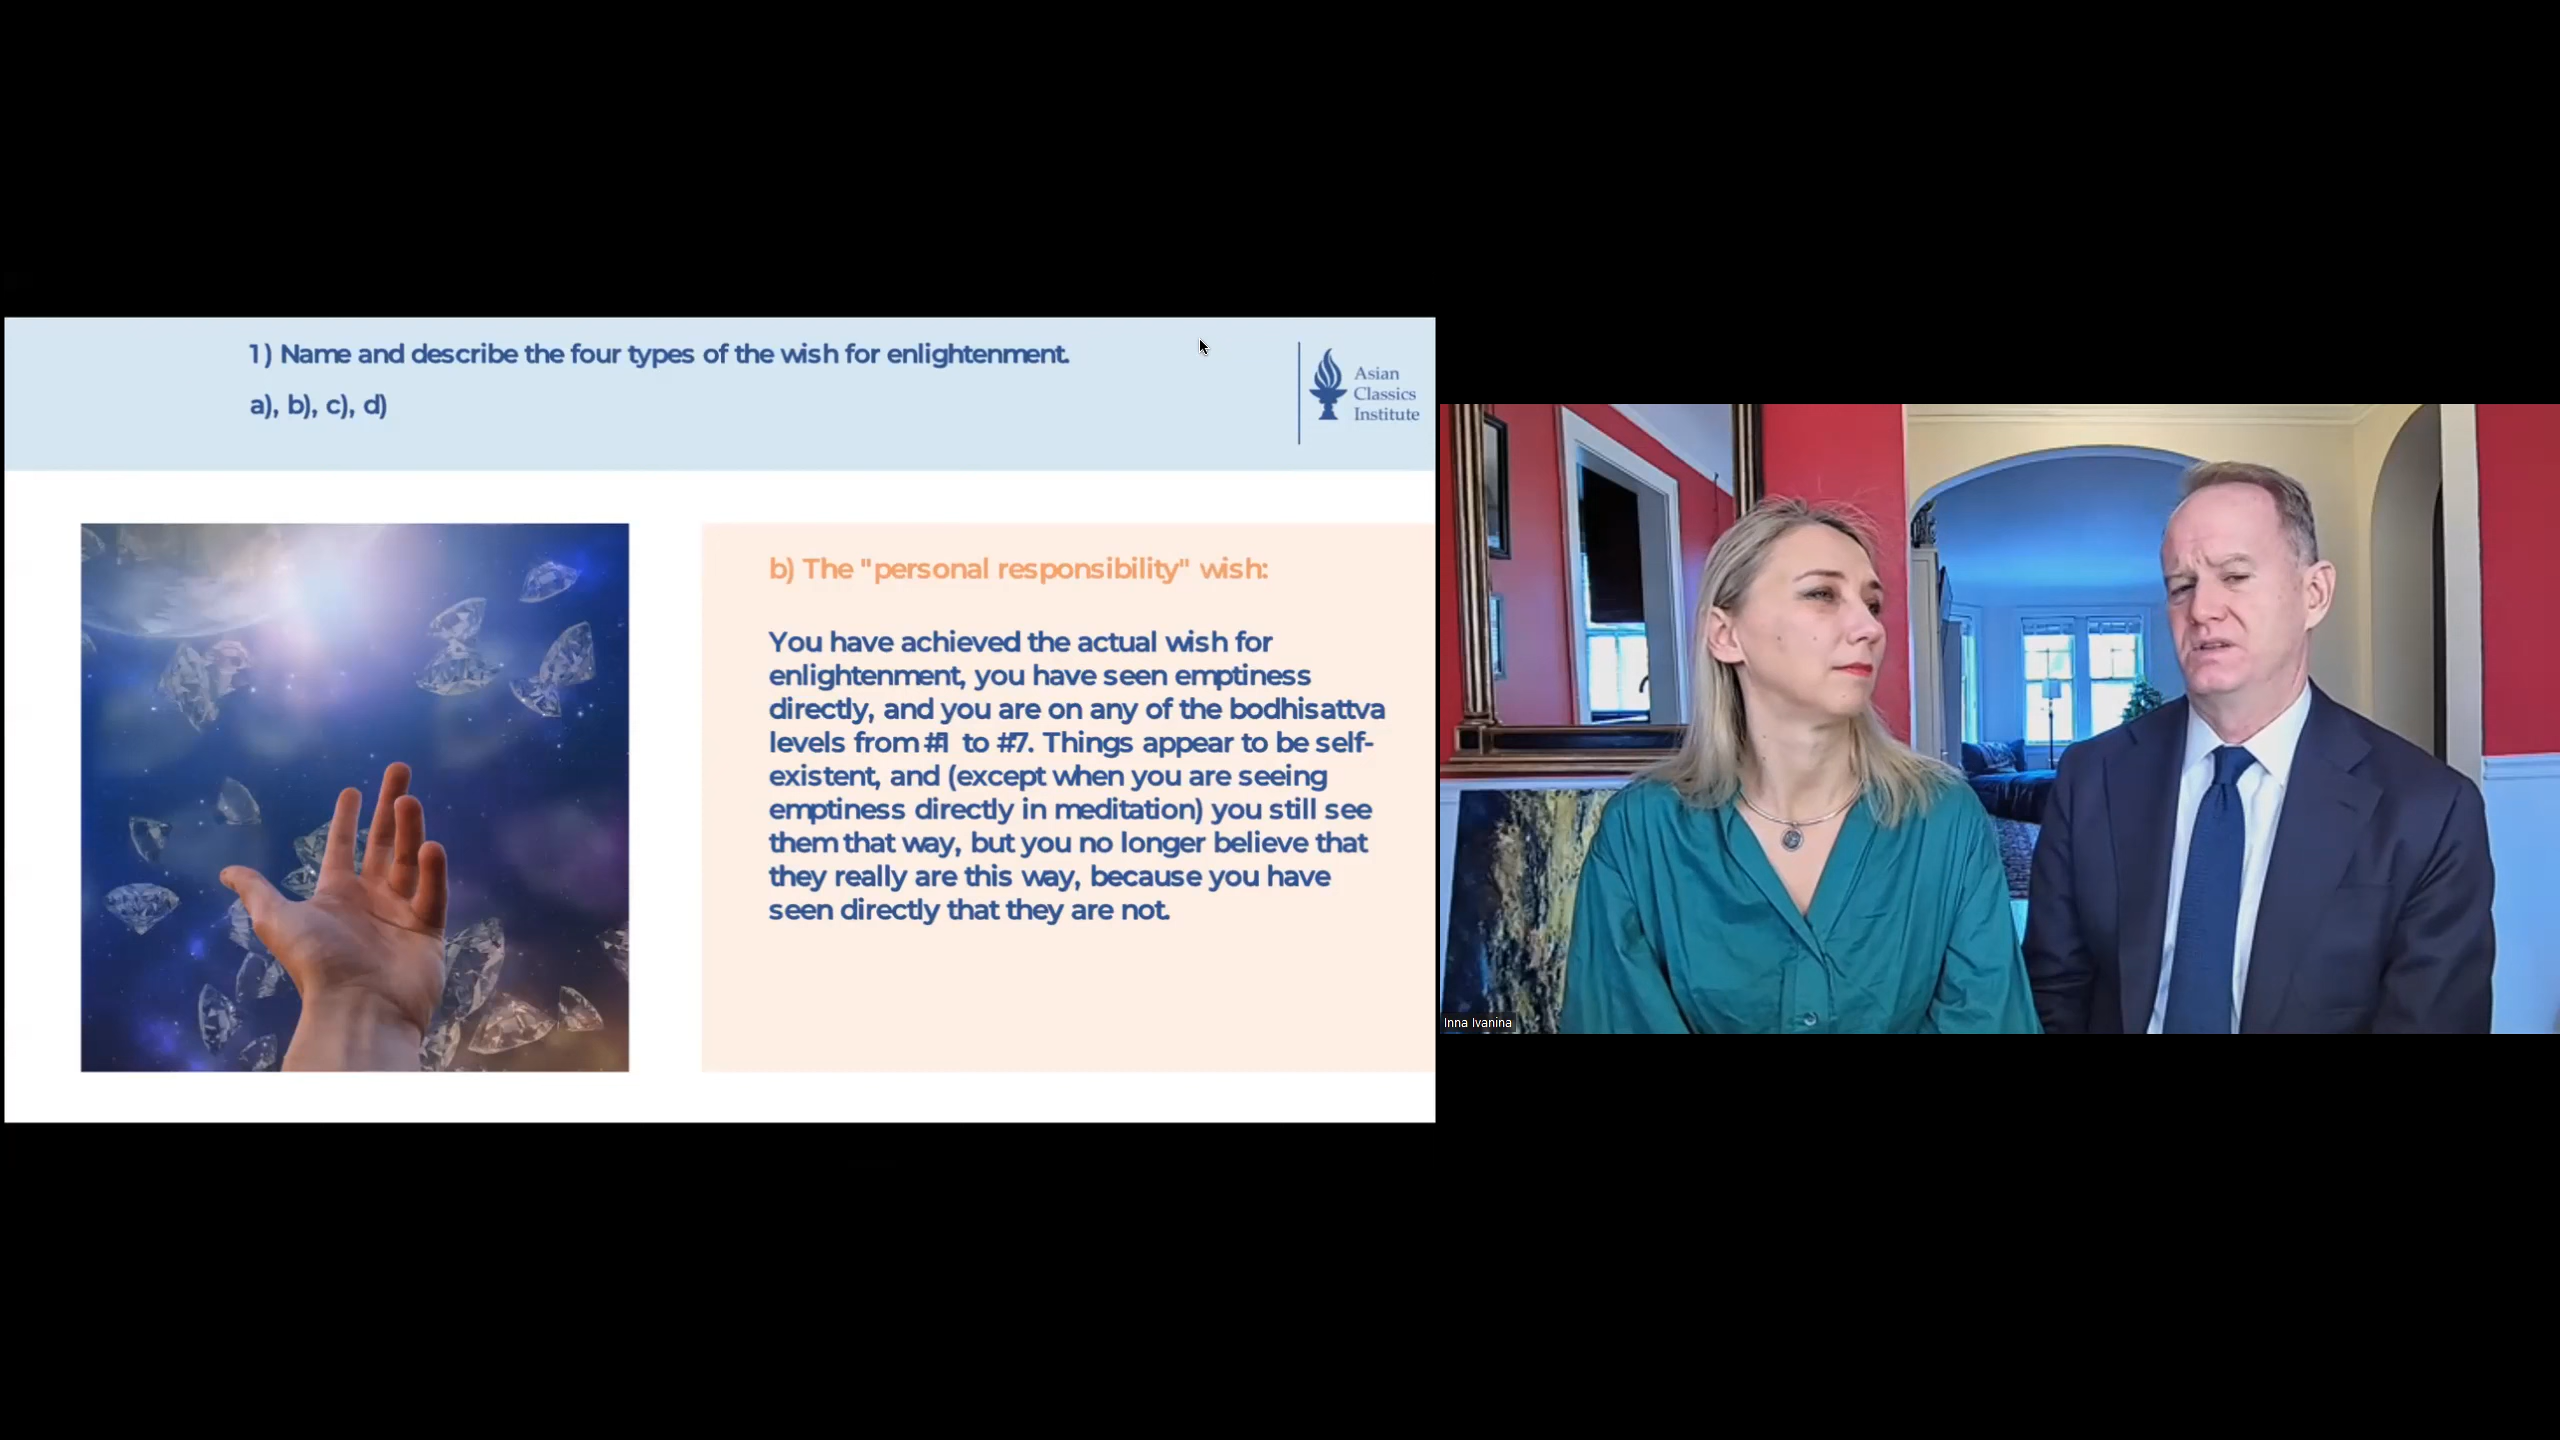 1) Name and describe the four types of the wish for enlightenment.
a), b), c), d)
Asian
Classics
Institute
b) The "personal responsibility" wish:
You have achieved the actual wish for
enlightenment, you have seen emptiness
directly, and you are on any of the bodhisattva
levels from #1 to #7. Things appear to be self-
existent, and (except when you are seeing
emptiness directly in meditation) you still see
them that way, but you no longer believe that
they really are this way, because you have
seen directly that they are not.
Inna Ivanina